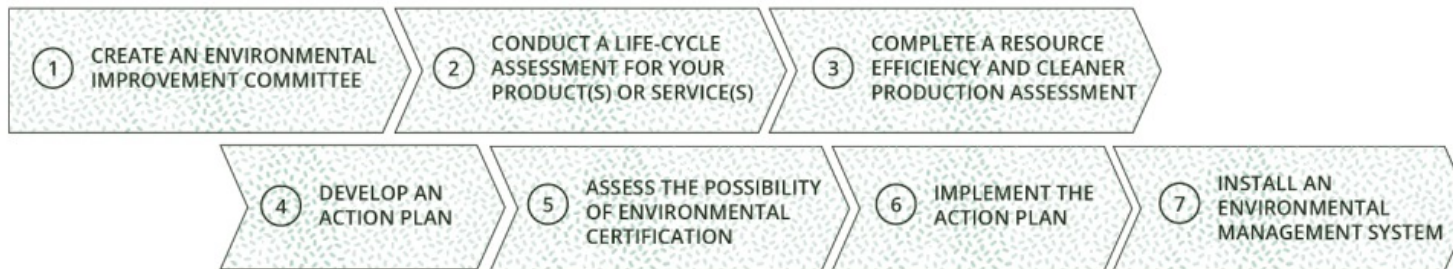 1
CREATE AN ENVIRONMENTAL
IMPROVEMENT COMMITTEE
2
CONDUCT A LIFE-CYCLE
ASSESSMENT FOR YOUR
PRODUCT(S) OR SERVICE(S)
3
COMPLETE A RESOURCE
EFFICIENCY AND CLEANER
PRODUCTION ASSESSMENT
4
DEVELOP AN
ACTION PLAN
5
ASSESS THE POSSIBILITY
OF ENVIRONMENTAL
CERTIFICATION
6
IMPLEMENT THE
ACTION PLAN
7
INSTALL AN
ENVIRONMENTAL
MANAGEMENT SYSTEM